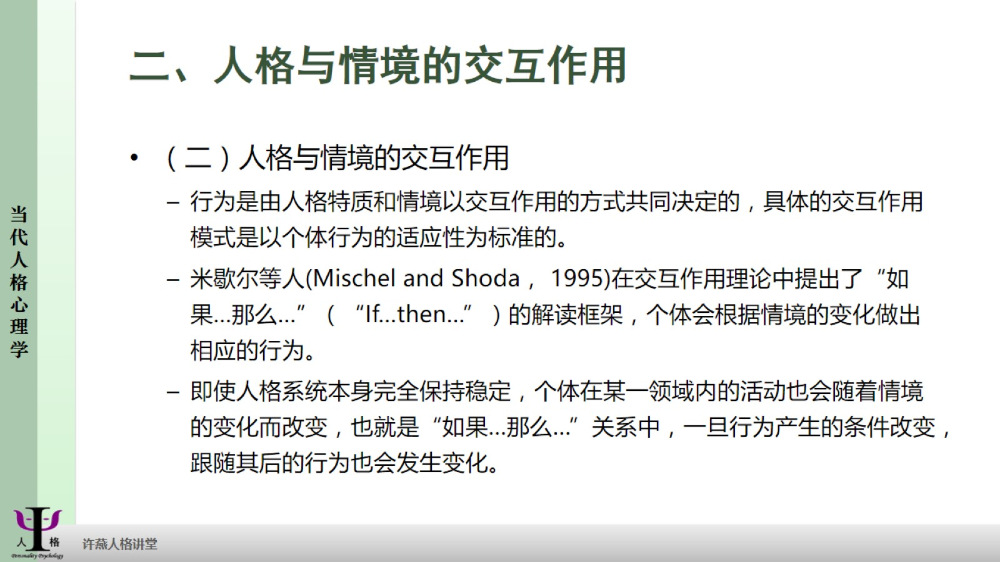 二、人格与情境的交互作用
• （二）人格与情境的交互作用
– 行为是由人格特质和情境以交互作用的方式共同决定的，具体的交互作用
模式是以个体行为的适应性为标准的。
– 米歇尔等人(Mischel and Shoda， 1995)在交互作用理论中提出了“如
果...那么...”（ “If...then...” ）的解读框架，个体会根据情境的变化做出
相应的行为。
– 即使人格系统本身完全保持稳定，个体在某一领域内的活动也会随着情境
的变化而改变，也就是“如果...那么...”关系中，一旦行为产生的条件改变，
跟随其后的行为也会发生变化。
当代人格心理学
人 格
Personality Psychology
许燕人格讲堂